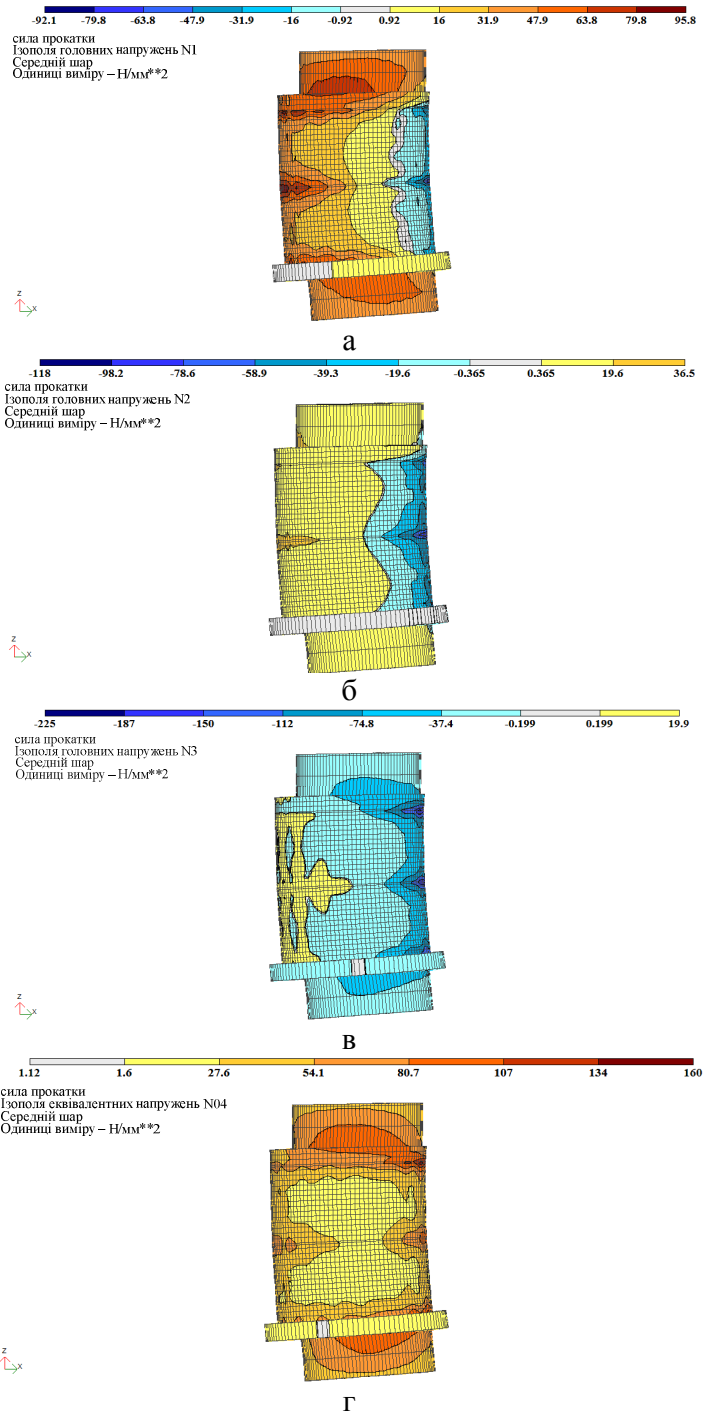 -92.1 -79.8 -63.8 -47.9 -31.9 -16 -0.92 0.92 16 31.9 47.9 63.8 79.8 95.8
сила прокатки
Ізополя головних напружень N1
Середній шар
Одиниці виміру – Н/мм**2
z
x
а
-118 -98.2 -78.6 -58.9 -39.3 -19.6 -0.365 0.365 19.6 36.5
сила прокатки
Ізополя головних напружень N2
Середній шар
Одиниці виміру – Н/мм**2
z
x
б
-225 -187 -150 -112 -74.8 -37.4 -0.199 0.199 19.9
сила прокатки
Ізополя головних напружень N3
Середній шар
Одиниці виміру – Н/мм**2
z
x
в
1.12 1.6 27.6 54.1 80.7 107 134 160
сила прокатки
Ізополя еквівалентних напружень N04
Середній шар
Одиниці виміру – Н/мм**2
z
x
г